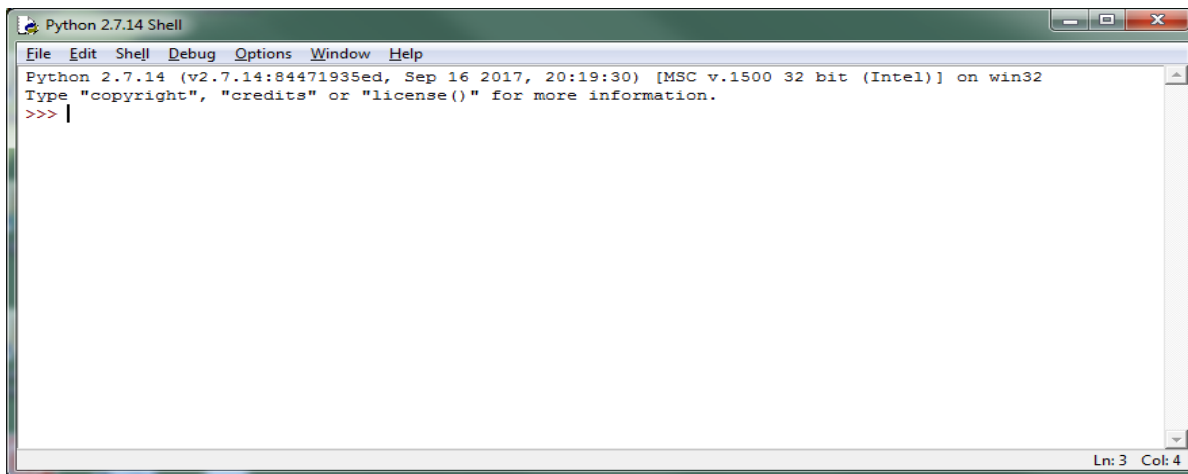 Python 2.7.14 Shell
File Edit Shell Debug Options Window Help
Python 2.7.14 (v2.7.14:84471935ed, Sep 16 2017, 20:19:30) [MSC v.1500 32 bit (Intel)] on win32
Type "copyright", "credits" or "license()" for more information.
>>>
Ln: 3 Col: 4